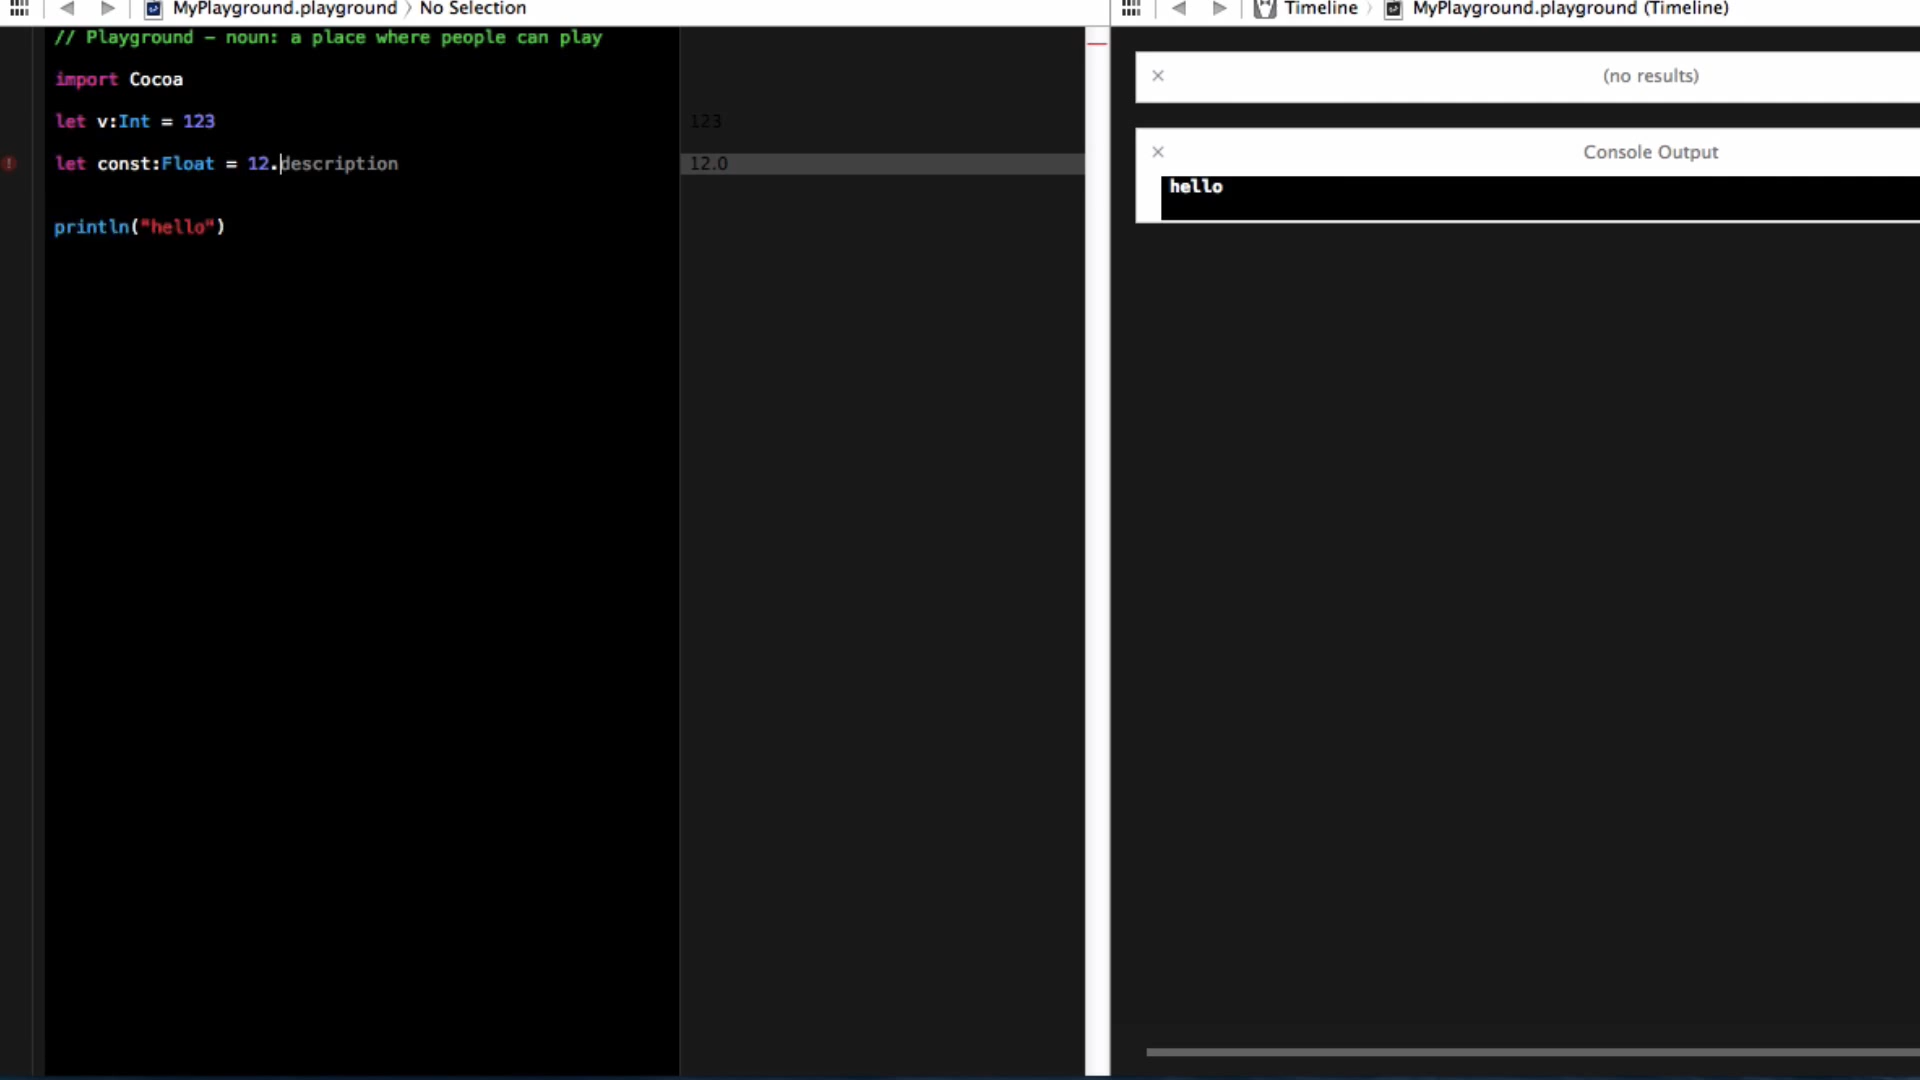 MyPlayground.playground 〉 No Selection
// Playground – noun: a place where people can play
import Cocoa
let v:Int = 123
let const:Float = 12.description
println("hello")
123
12.0
Timeline 〉 MyPlayground.playground (Timeline)
(no results)
Console Output
hello